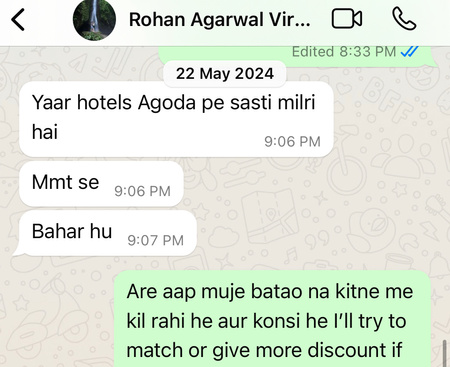 Rohan Agarwal Vir...
Edited 8:33 PM
22 May 2024
Yaar hotels Agoda pe sasti milri
hai
9:06 PM
Mmt se 9:06 PM
Bahar hu 9:07 PM
Are aap muje batao na kitne me
kil rahi he aur konsi he I'll try to
match or give more discount if